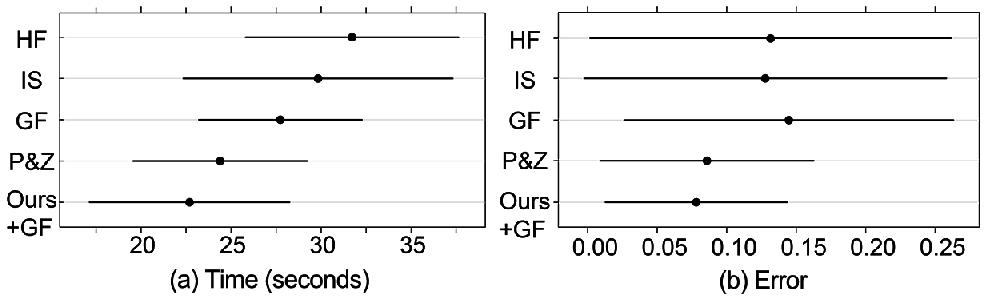 HF
IS
GF
P&Z
Ours
+GF
20 25 30 35
(a) Time (seconds)
HF
IS
GF
P&Z
Ours
+GF
0.00 0.05 0.10 0.15 0.20 0.25
(b) Error